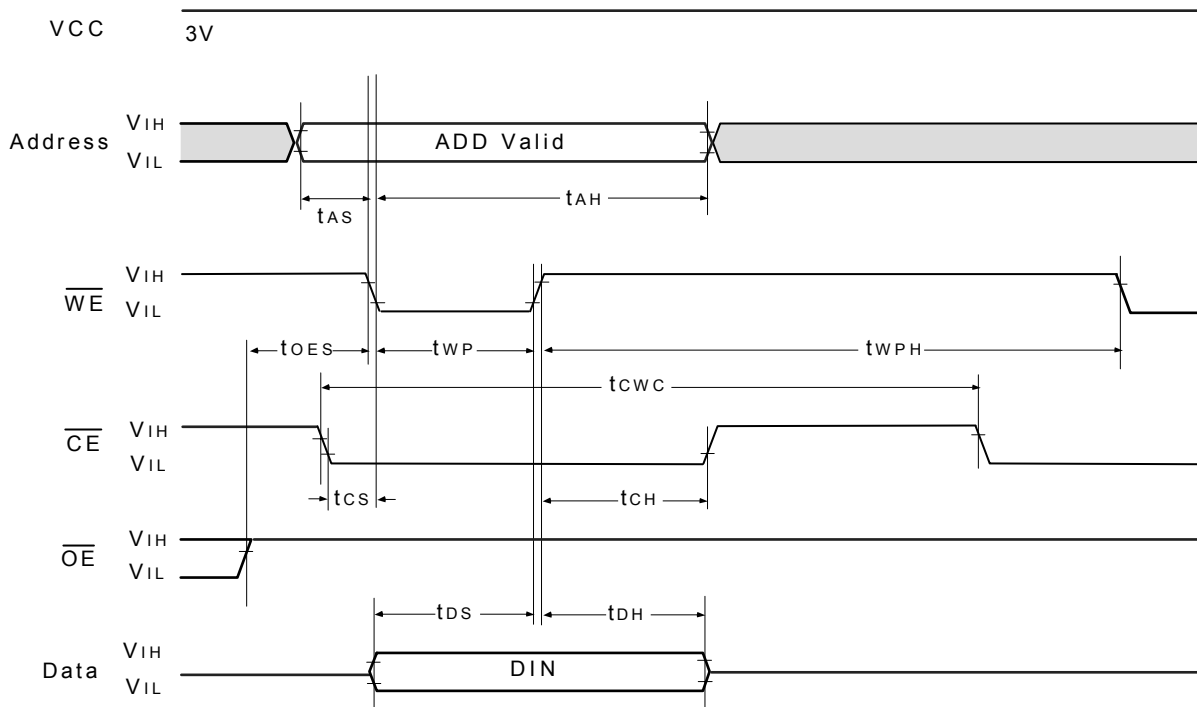 VCC 3V
Address VIH ADD Valid
VIL
tAS tAH
WE VIH
VIL
tOES tWP tWPH
tCWC
CE VIH
VIL
tCS tCH
OE VIH
VIL
tDS tDH
Data VIH DIN
VIL